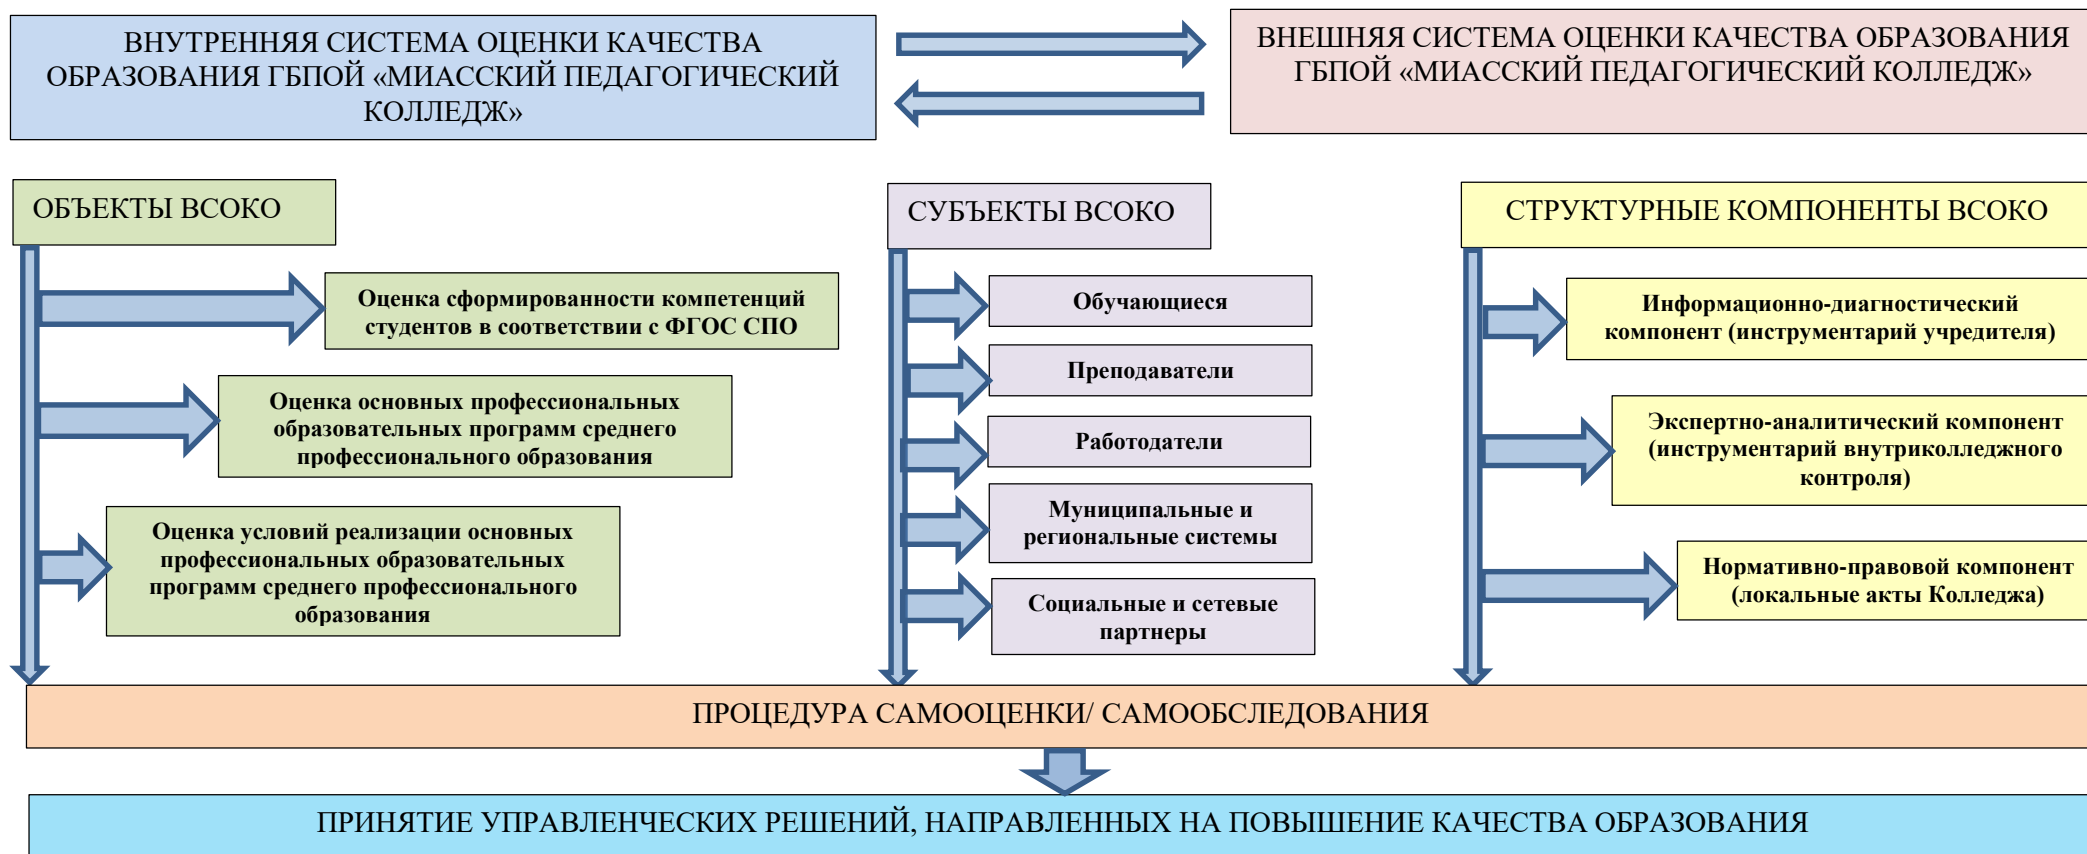 ВНУТРЕННЯЯ СИСТЕМА ОЦЕНКИ КАЧЕСТВА
ОБРАЗОВАНИЯ ГБПОЙ «МИАССКИЙ ПЕДАГОГИЧЕСКИЙ
КОЛЛЕДЖ»
ВНЕШНЯЯ СИСТЕМА ОЦЕНКИ КАЧЕСТВА ОБРАЗОВАНИЯ
ГБПОЙ «МИАССКИЙ ПЕДАГОГИЧЕСКИЙ КОЛЛЕДЖ»
ОБЪЕКТЫ ВСОКО
Оценка сформированности компетенций
студентов в соответствии с ФГОС СПО
Оценка основных профессиональных
образовательных программ среднего
профессионального образования
Оценка условий реализации основных
профессиональных образовательных
программ среднего профессионального
образования
СУБЪЕКТЫ ВСОКО
Обучающиеся
Преподаватели
Работодатели
Муниципальные и
региональные системы
Социальные и сетевые
партнеры
СТРУКТУРНЫЕ КОМПОНЕНТЫ ВСОКО
Информационно-диагностический
компонент (инструментарий учредителя)
Экспертно-аналитический компонент
(инструментарий внутриколледжного
контроля)
Нормативно-правовой компонент
(локальные акты Колледжа)
ПРОЦЕДУРА САМООЦЕНКИ/ САМООБСЛЕДОВАНИЯ
ПРИНЯТИЕ УПРАВЛЕНЧЕСКИХ РЕШЕНИЙ, НАПРАВЛЕННЫХ НА ПОВЫШЕНИЕ КАЧЕСТВА ОБРАЗОВАНИЯ